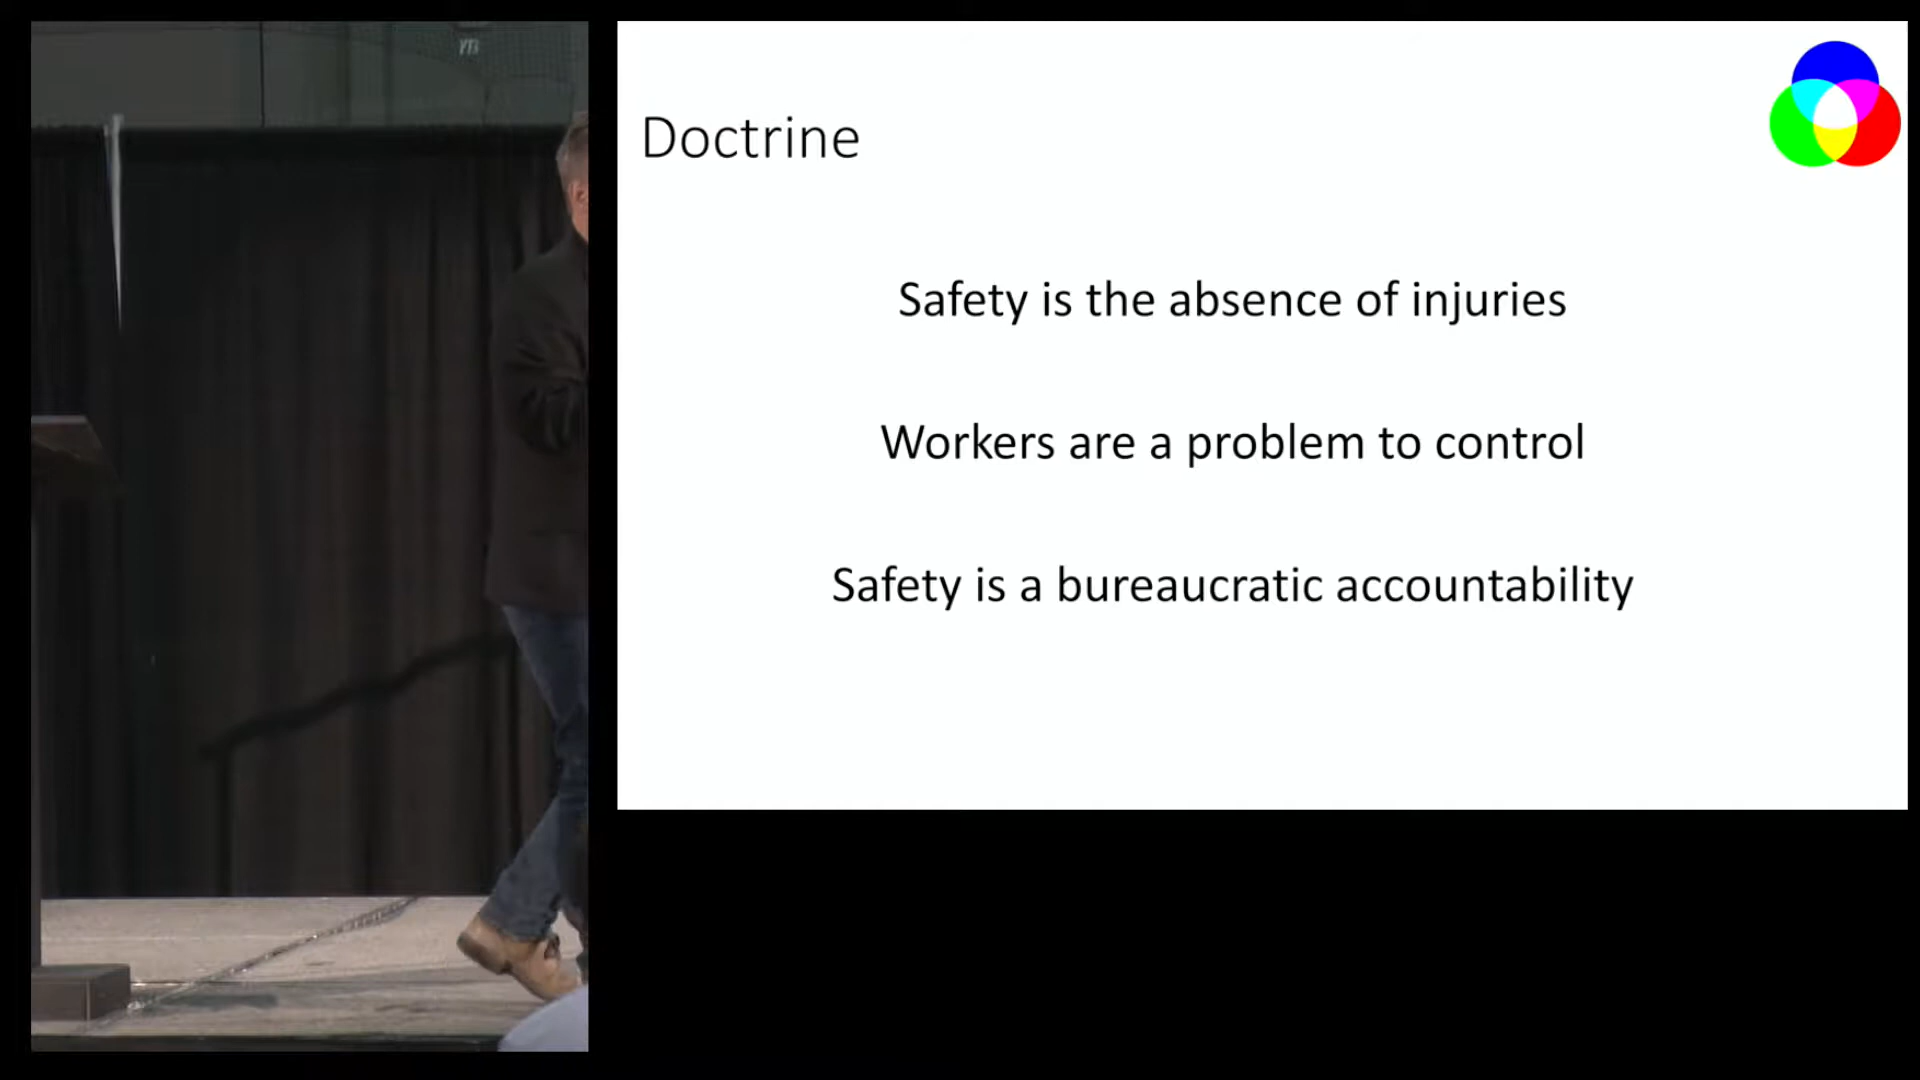 Doctrine
Safety is the absence of injuries
Workers are a problem to control
Safety is a bureaucratic accountability